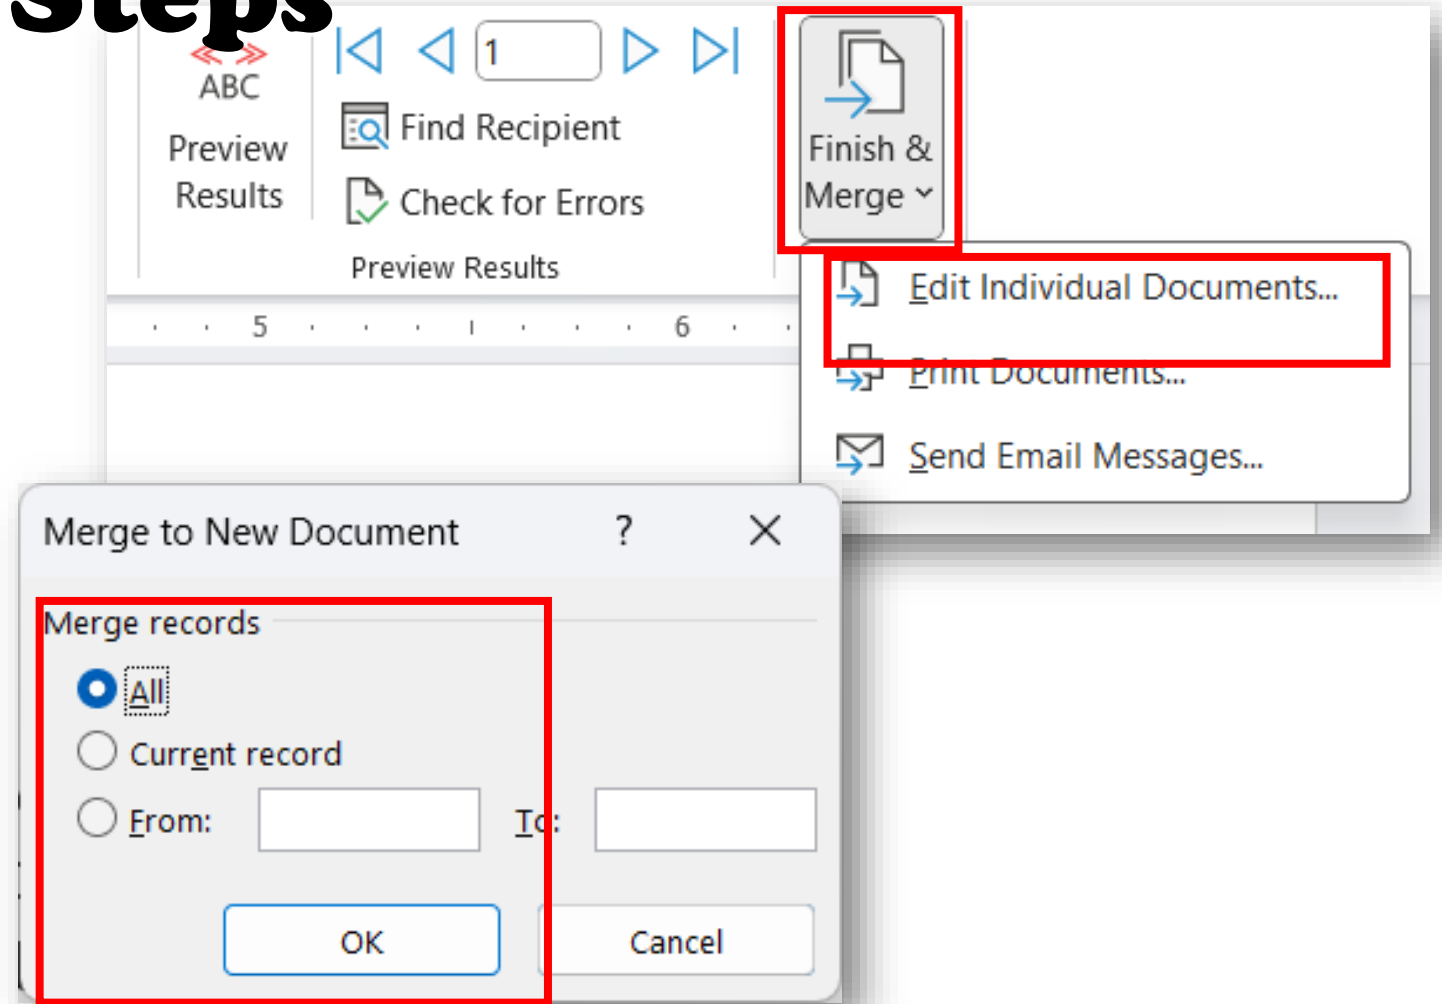 Steps
ABC
Preview
Results
1
Find Recipient
Check for Errors
Preview Results
Finish &
Merge
5 6
Edit Individual Documents...
Print Documents...
Send Email Messages...
Merge to New Document ? 
Merge records
All
Current record
From: To:
OK Cancel